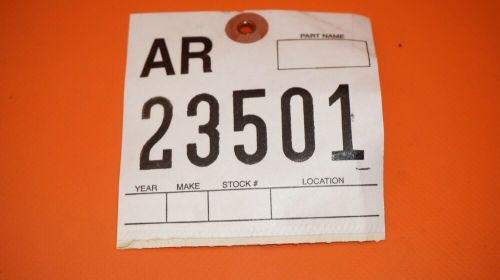 AR PART NAME
23501
YEAR MAKE STOCK # LOCATION